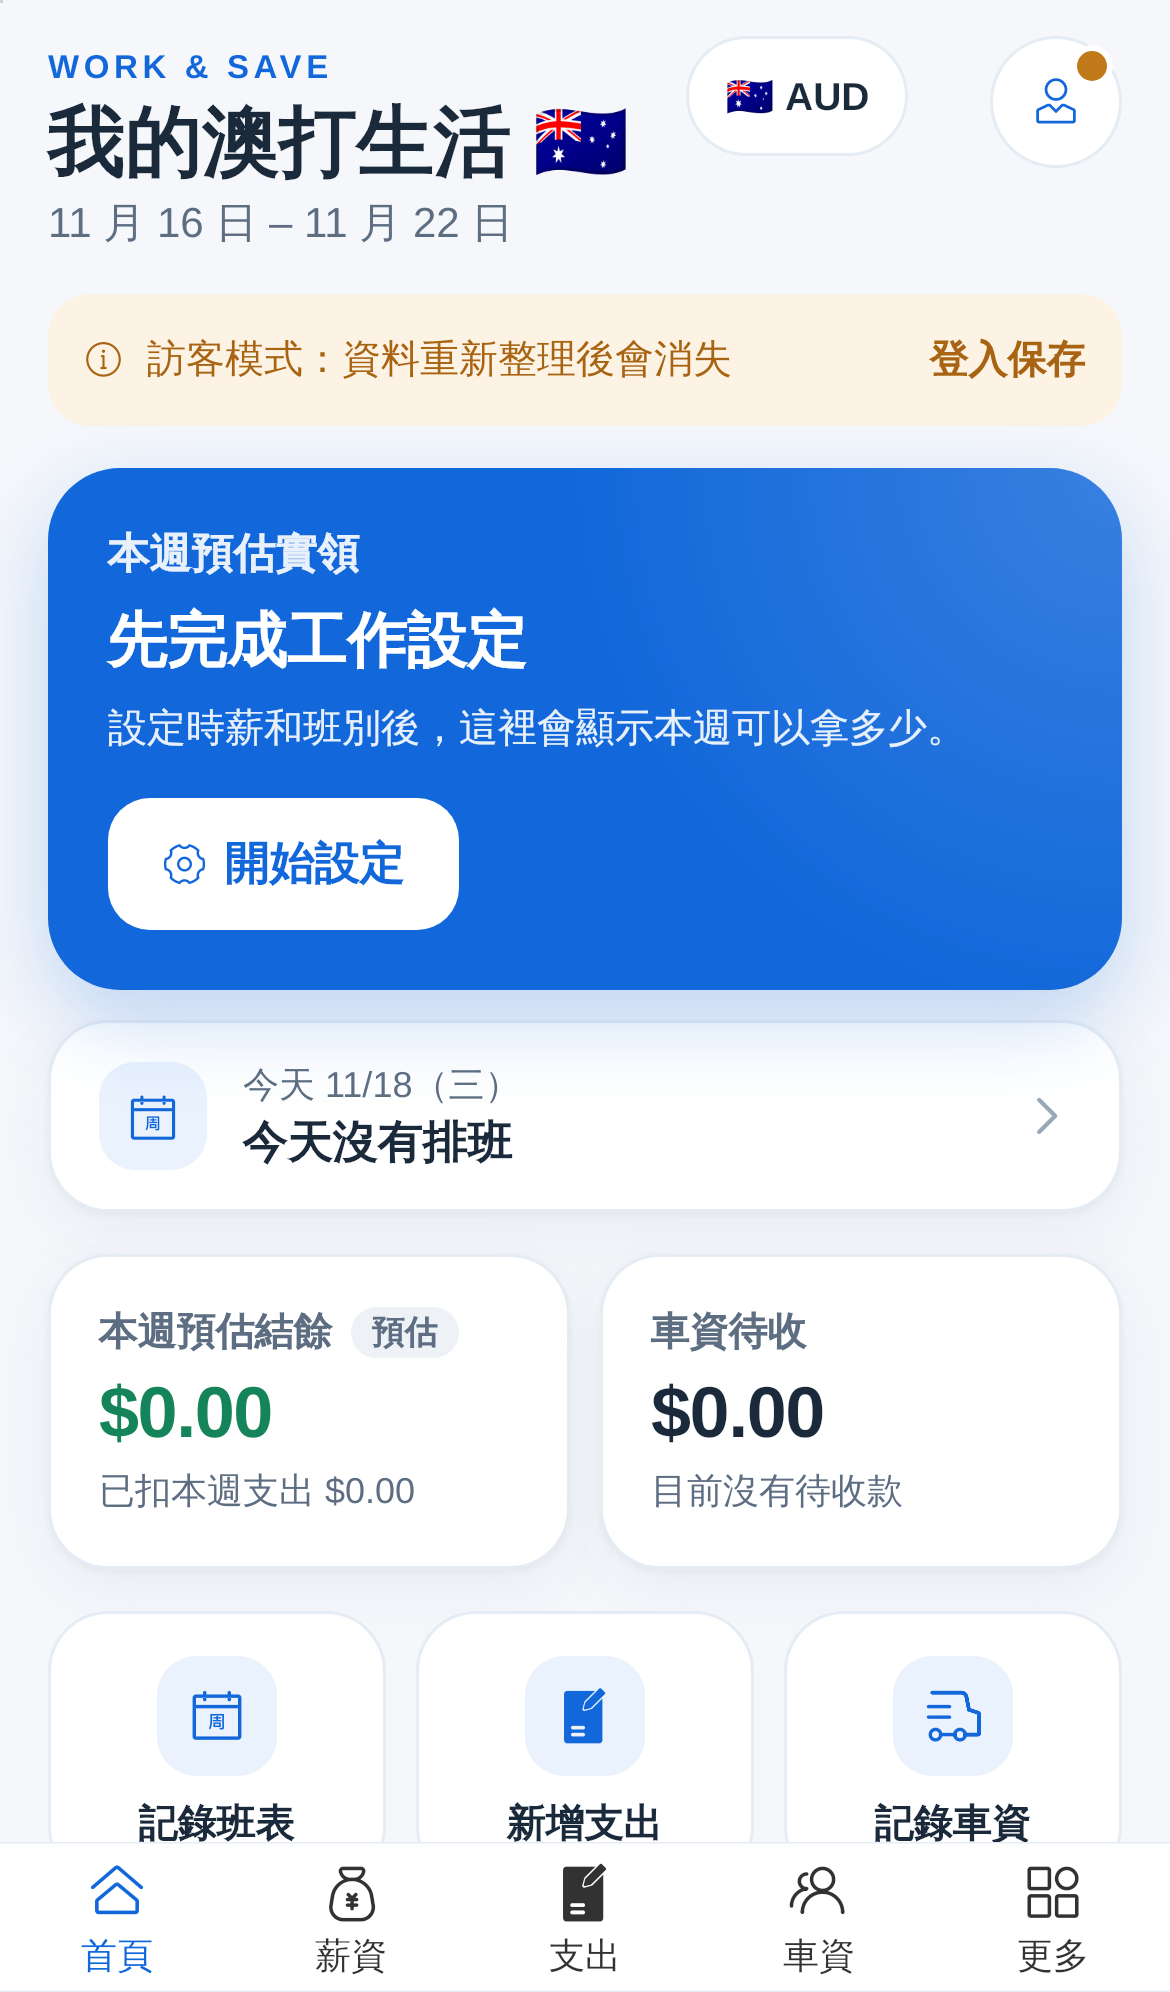 WORK & SAVE
我的澳打生活 🇦🇺
🇦🇺 AUD
11 月 16 日 – 11 月 22 日
訪客模式：資料重新整理後會消失
登入保存
本週預估實領
先完成工作設定
設定時薪和班別後，這裡會顯示本週可以拿多少。
開始設定
周
今天 11/18（三）
今天沒有排班
本週預估結餘 預估
$0.00
已扣本週支出 $0.00
車資待收
$0.00
目前沒有待收款
周
記錄班表
新增支出
記錄車資
首頁
¥
薪資
支出
車資
更多